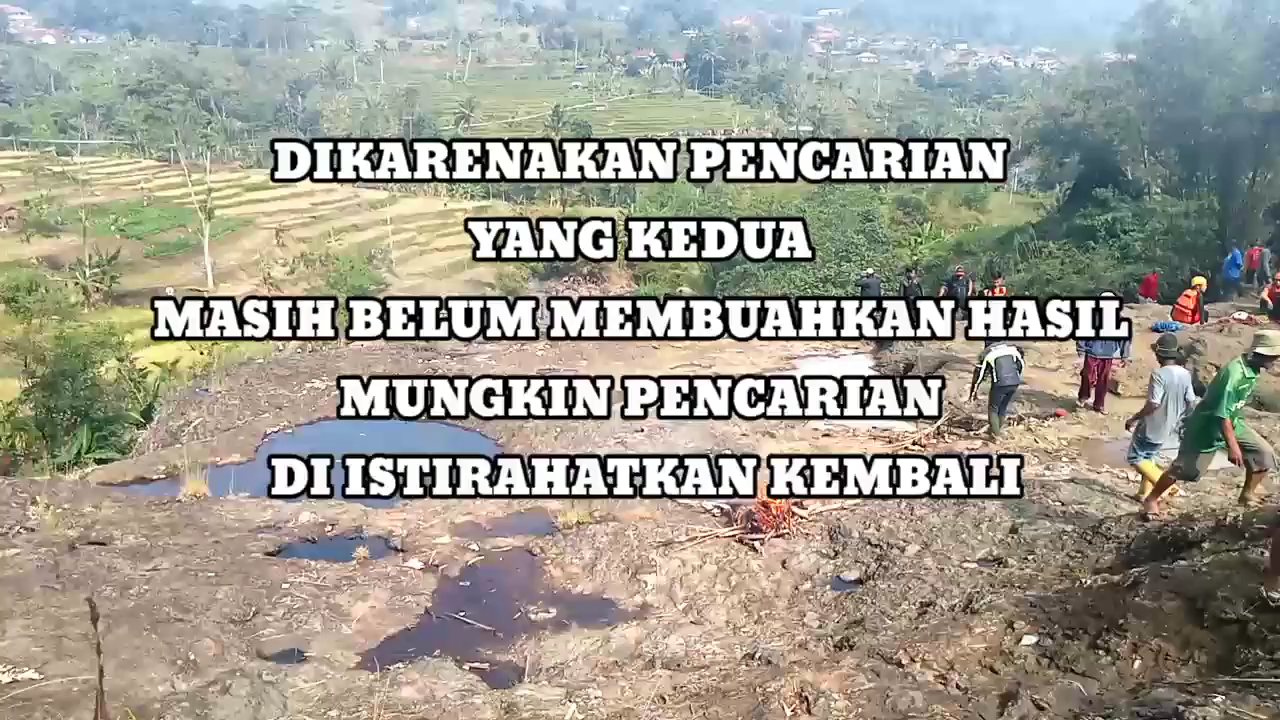 DIKARENAKAN PENCARIAN
YANG KEDUA
MASIH BELUM MEMBUAHKAN HASIL
MUNGKIN PENCARIAN
DI ISTIRAHATKAN KEMBALI